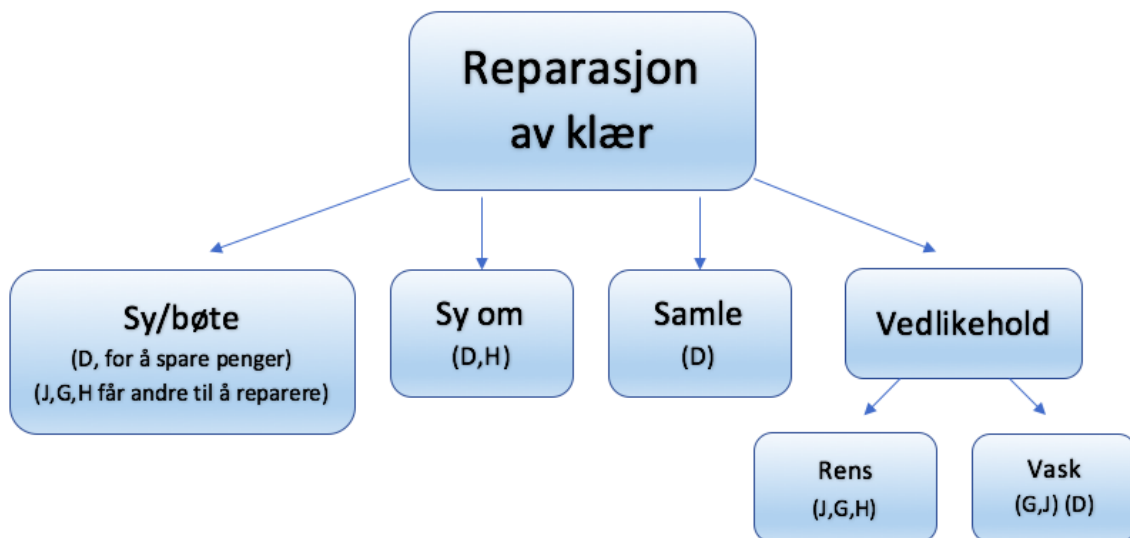 Reparasjon
av klær
Sy/bøte
(D, for å spare penger)
(J,G,H får andre til å reparere)
Sy om
(D,H)
Samle
(D)
Vedlikehold
Rens
(J,G,H)
Vask
(G,J) (D)